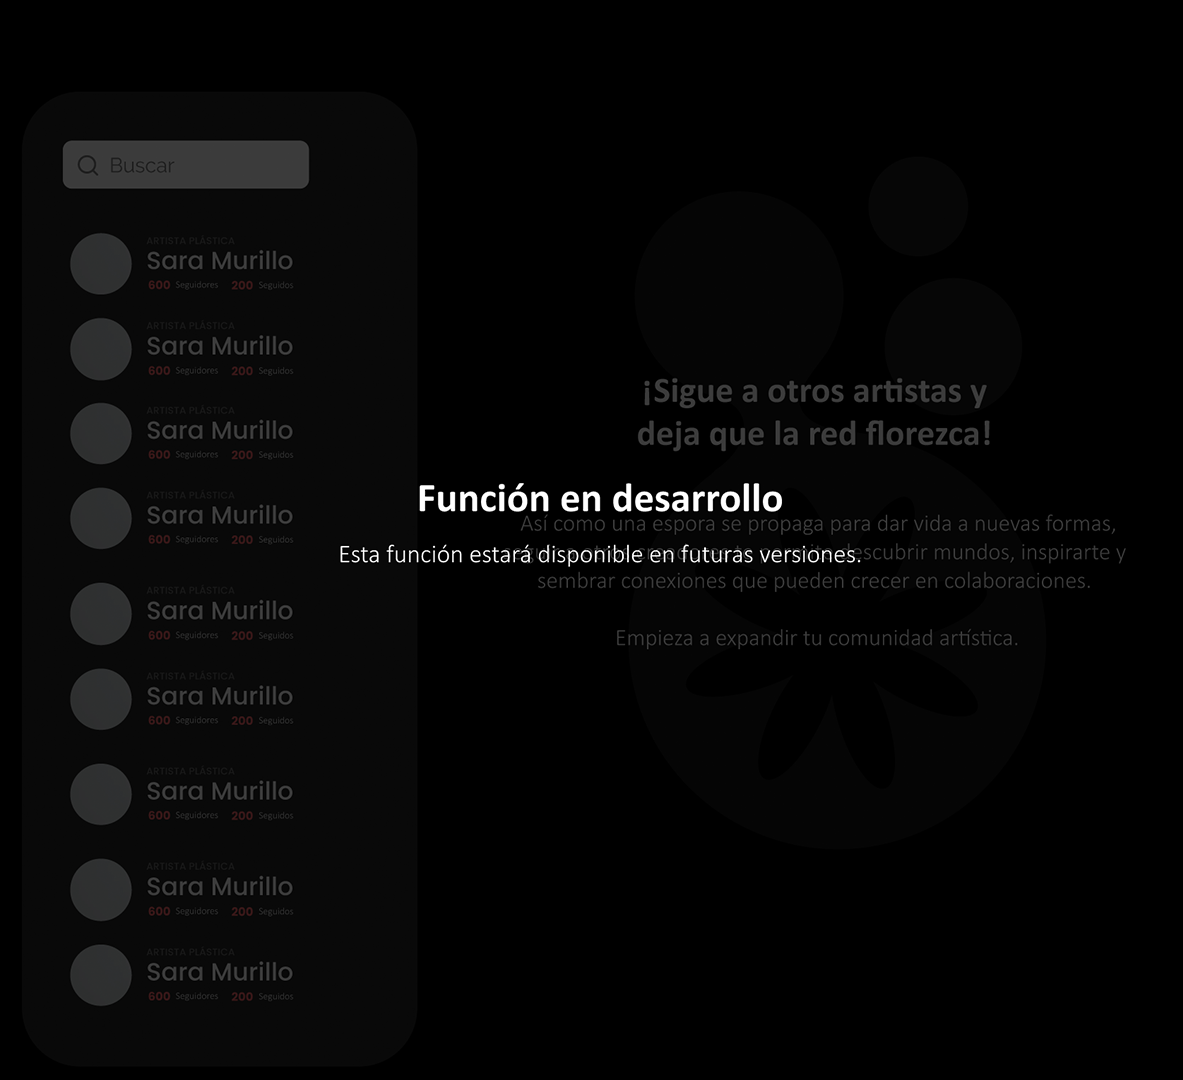 Buscar
ARTISTA PLÁSTICA
Sara Murillo
600 Seguidores 200 Seguidos
ARTISTA PLÁSTICA
Sara Murillo
600 Seguidores 200 Seguidos
ARTISTA PLÁSTICA
Sara Murillo
600 Seguidores 200 Seguidos
ARTISTA PLÁSTICA
Sara Murillo
600 Seguidores 200 Seguidos
ARTISTA PLÁSTICA
Sara Murillo
600 Seguidores 200 Seguidos
ARTISTA PLÁSTICA
Sara Murillo
600 Seguidores 200 Seguidos
ARTISTA PLÁSTICA
Sara Murillo
600 Seguidores 200 Seguidos
ARTISTA PLÁSTICA
Sara Murillo
600 Seguidores 200 Seguidos
ARTISTA PLÁSTICA
Sara Murillo
600 Seguidores 200 Seguidos
¡Sigue a otros artistas y
deja que la red florezca!
Función en desarrollo
Esta función estará disponible en futuras versiones.
Así como una espora se propaga para dar vida a nuevas formas,
descubrir mundos, inspirarte y
sembrar conexiones que pueden crecer en colaboraciones.
Empieza a expandir tu comunidad artística.